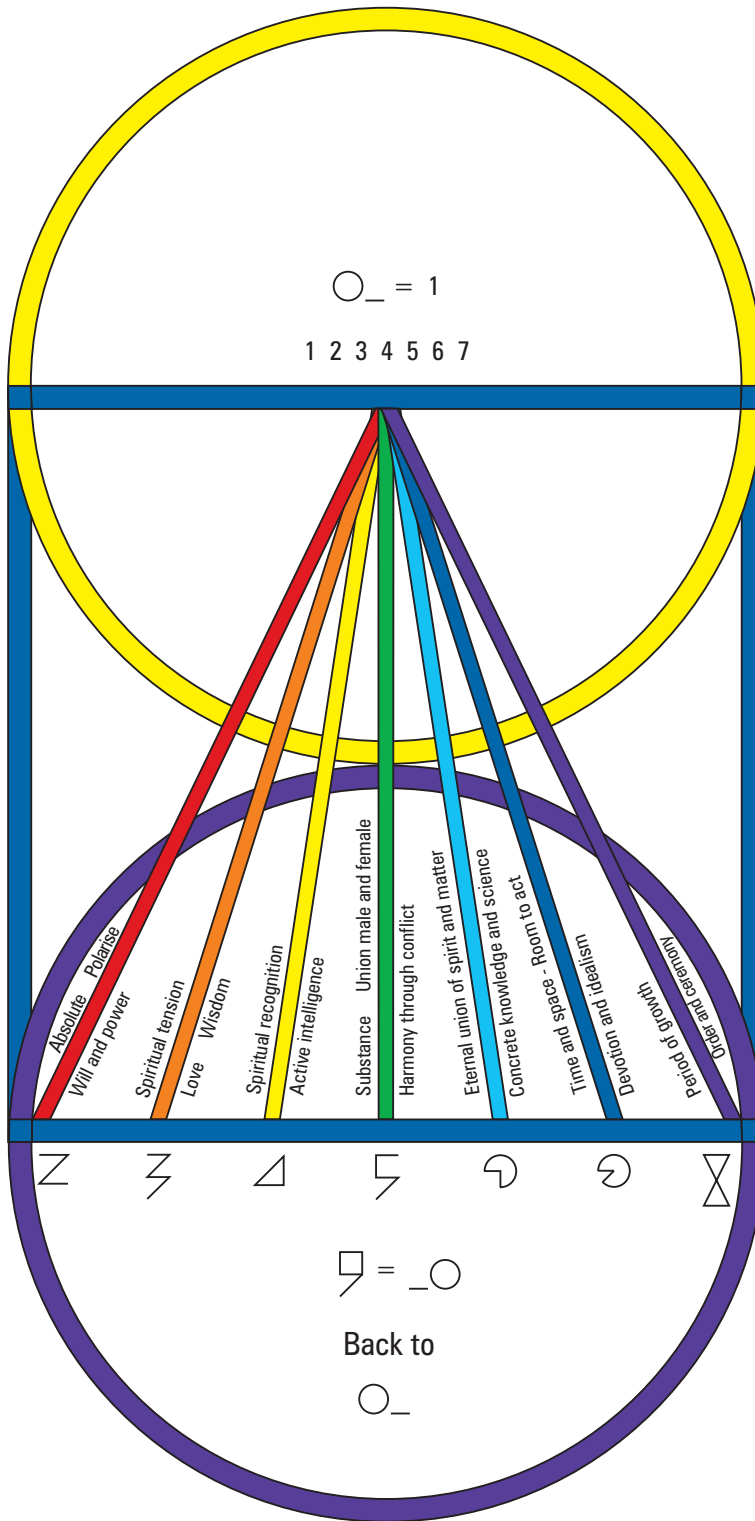 ◯_ = 1
1 2 3 4 5 6 7
Absolute Polarise
Will and power
Spiritual tension
Love Wisdom
Spiritual recognition
Active intelligence
Substance Union male and female
Harmony through conflict
Eternal union of spirit and matter
Concrete knowledge and science
Time and space - Room to act
Devotion and idealism
Period of growth
Order and ceremony
= _◯
Back to
◯_